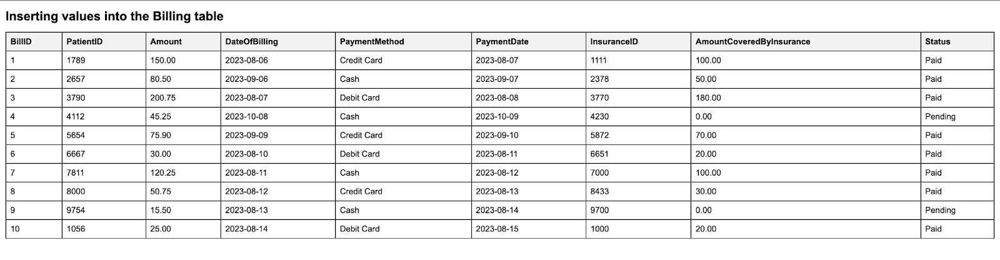 Inserting values into the Billing table
BillID PatientID Amount DateOfBilling PaymentMethod PaymentDate InsuranceID AmountCoveredByInsurance Status
1 1789 150.00 2023-08-06 Credit Card 2023-08-07 1111 100.00 Paid
2 2657 80.50 2023-09-06 Cash 2023-09-07 2378 50.00 Paid
3 3790 200.75 2023-08-07 Debit Card 2023-08-08 3770 180.00 Paid
4 4112 45.25 2023-10-08 Cash 2023-10-09 4230 0.00 Pending
5 5654 75.90 2023-09-09 Credit Card 2023-09-10 5872 70.00 Paid
6 6667 30.00 2023-08-10 Debit Card 2023-08-11 6651 20.00 Paid
7 7811 120.25 2023-08-11 Cash 2023-08-12 7000 100.00 Paid
8 8000 50.75 2023-08-12 Credit Card 2023-08-13 8433 30.00 Paid
9 9754 15.50 2023-08-13 Cash 2023-08-14 9700 0.00 Pending
10 1056 25.00 2023-08-14 Debit Card 2023-08-15 1000 20.00 Paid